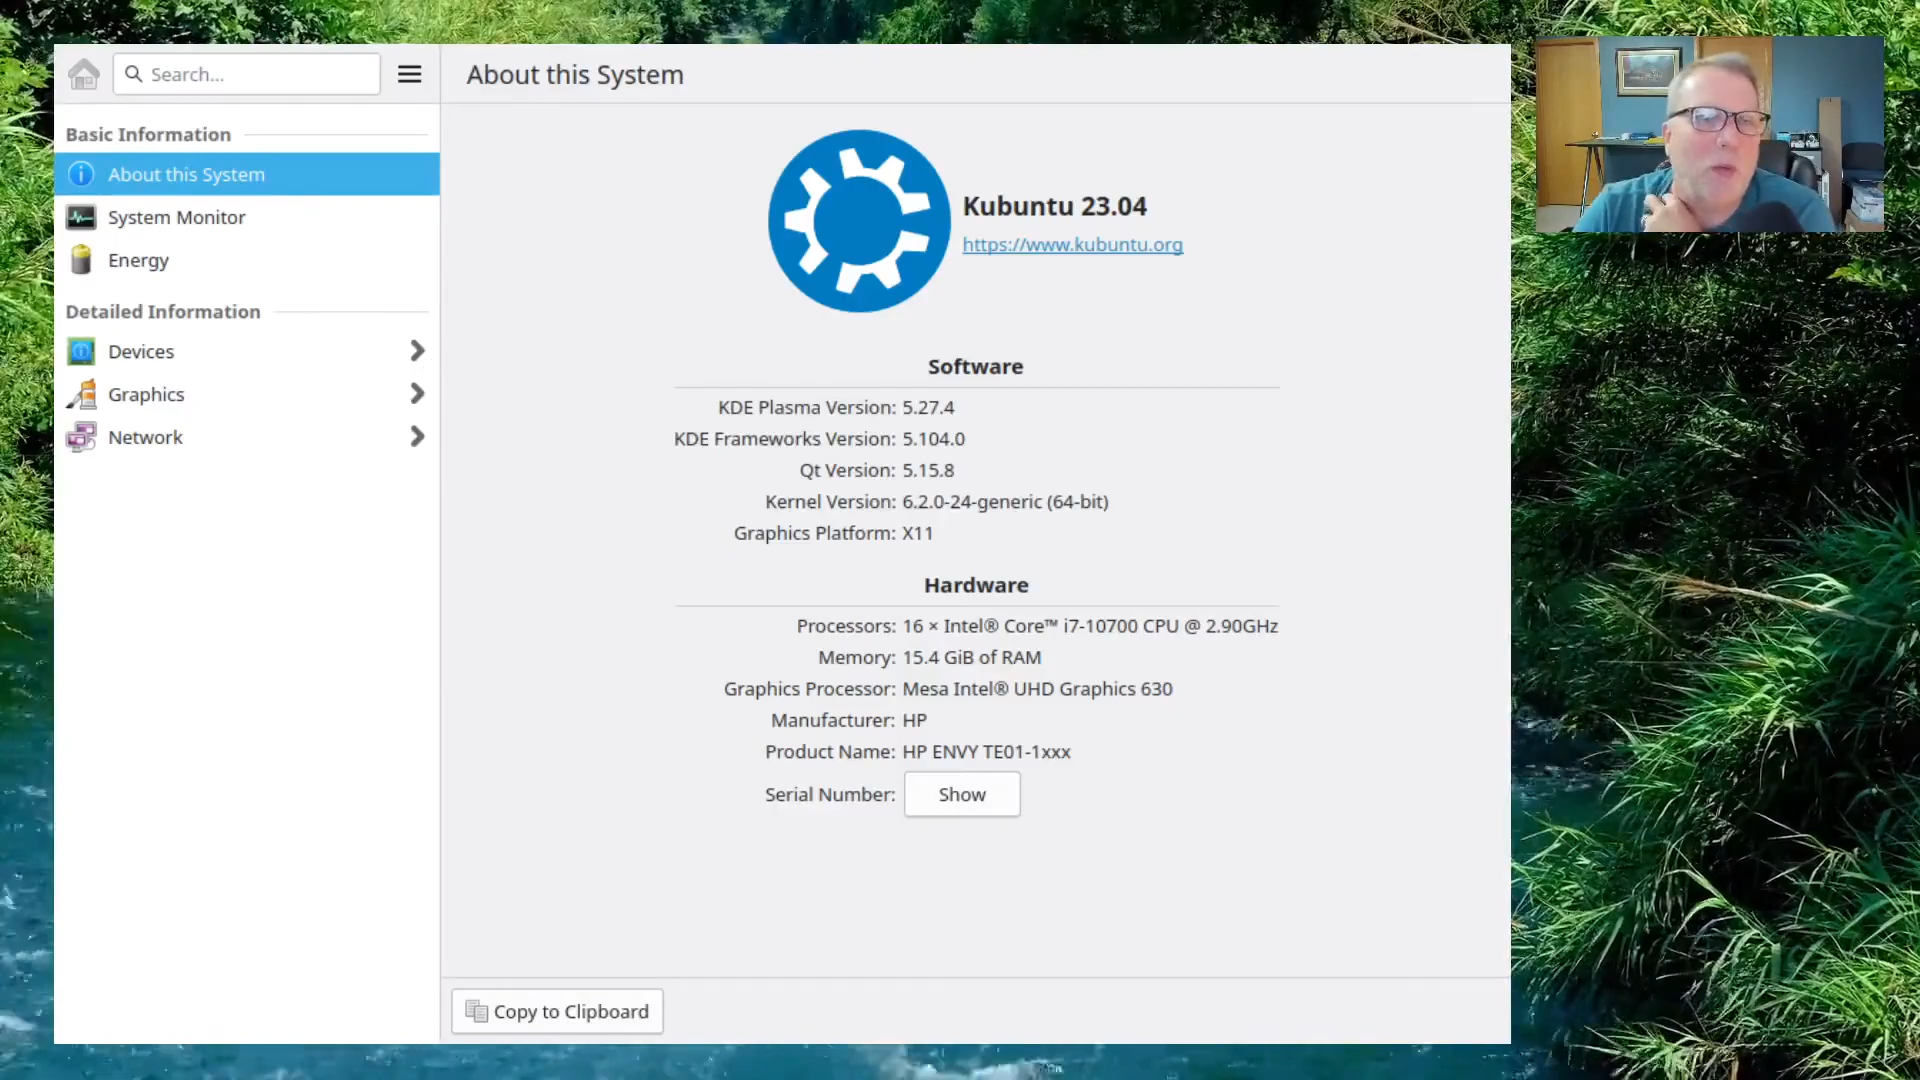 Search...
Basic Information
About this System
System Monitor
Energy
Detailed Information
Devices
Graphics
Network
About this System
Kubuntu 23.04
https://www.kubuntu.org
Software
KDE Plasma Version: 5.27.4
KDE Frameworks Version: 5.104.0
Qt Version: 5.15.8
Kernel Version: 6.2.0-24-generic (64-bit)
Graphics Platform: X11
Hardware
Processors: 16 × Intel® Core™ i7-10700 CPU @ 2.90GHz
Memory: 15.4 GiB of RAM
Graphics Processor: Mesa Intel® UHD Graphics 630
Manufacturer: HP
Product Name: HP ENVY TE01-1xxx
Serial Number: Show
Copy to Clipboard